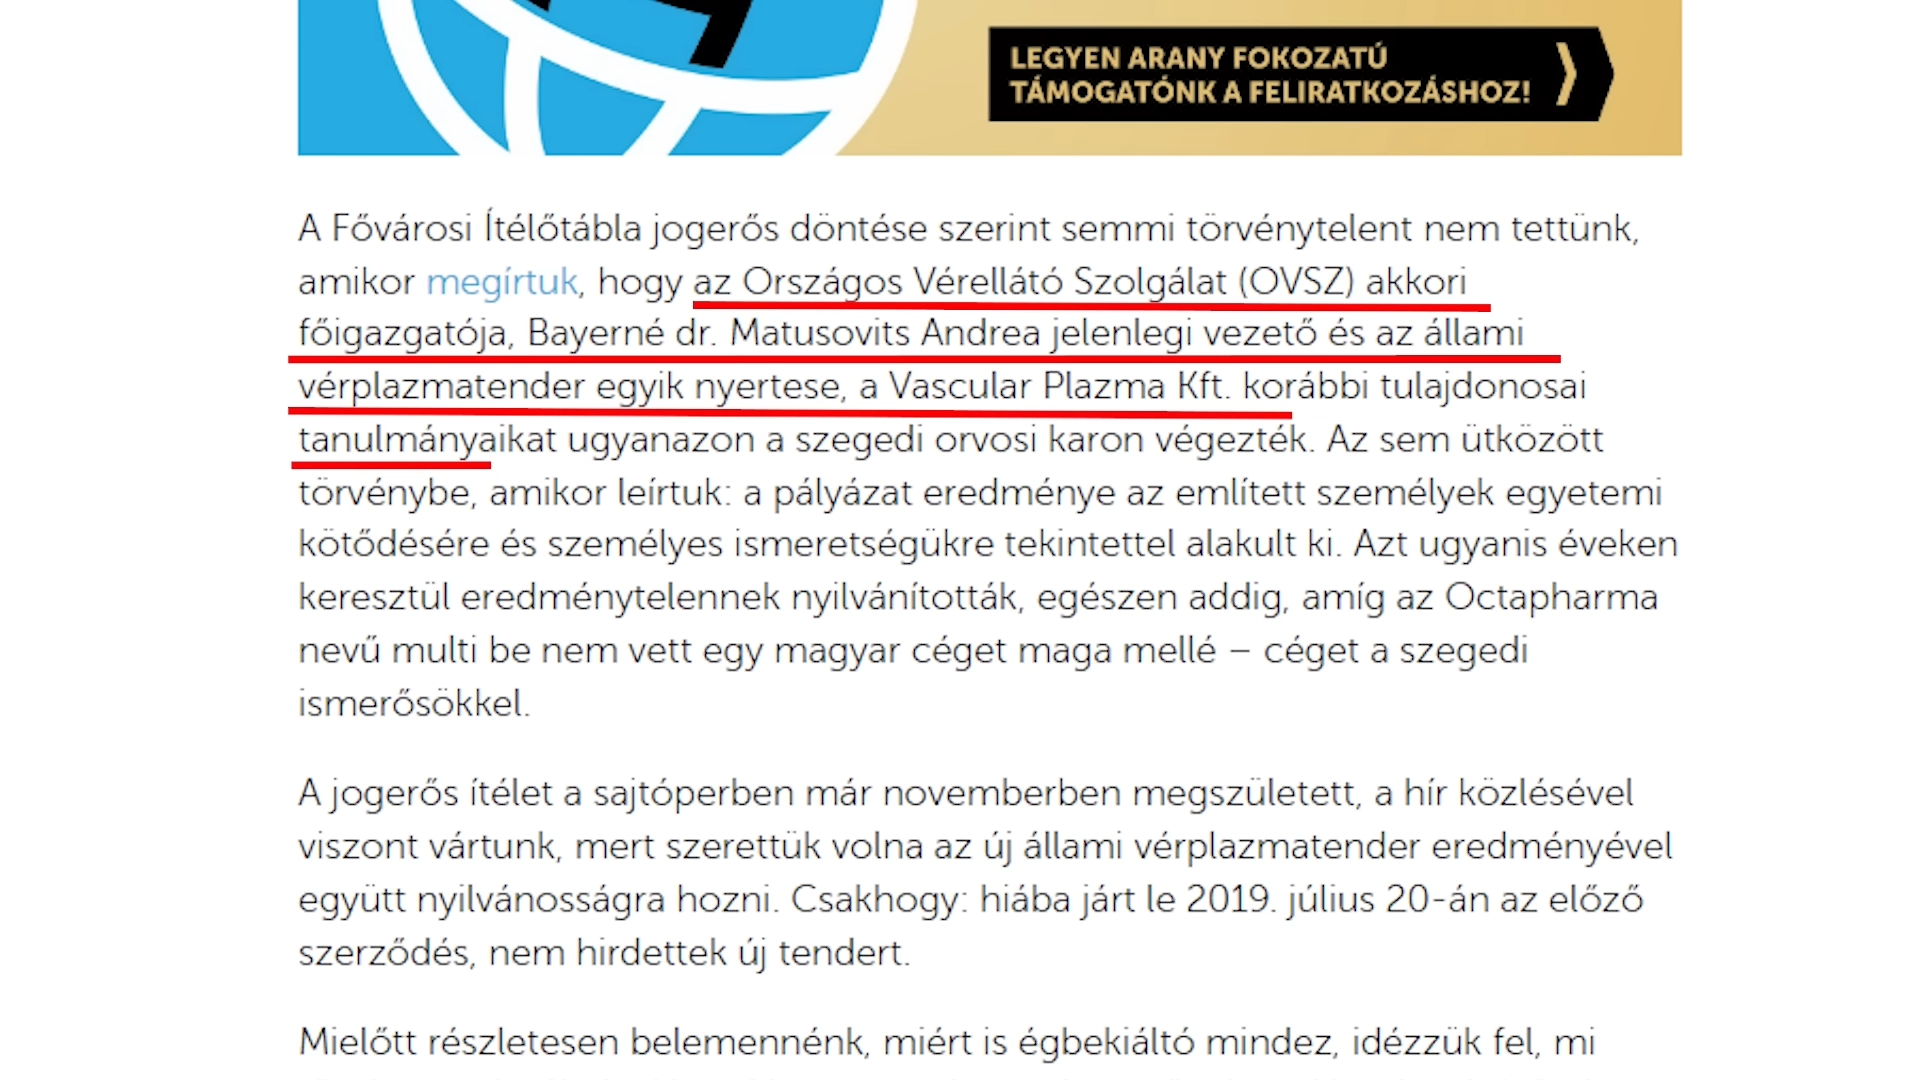 LEGYEN ARANY FOKOZATÚ
TÁMOGATÓNK A FELIRATKOZÁSHOZ!
A Fővárosi Ítélőtábla jogerős döntése szerint semmi törvénytelent nem tettünk,
amikor megírtuk, hogy az Országos Vérellátó Szolgálat (OVSZ) akkori
főigazgatója, Bayerné dr. Matusovits Andrea jelenlegi vezető és az állami
vérplazmatender egyik nyertese, a Vascular Plazma Kft. korábbi tulajdonosai
tanulmányaikat ugyanazon a szegedi orvosi karon végezték. Az sem ütközött
törvénybe, amikor leírtuk: a pályázat eredménye az említett személyek egyetemi
kötődésére és személyes ismeretségükre tekintettel alakult ki. Azt ugyanis éveken
keresztül eredménytelennek nyilvánították, egészen addig, amíg az Octapharma
nevű multi be nem vett egy magyar céget maga mellé – céget a szegedi
ismerősökkel.
A jogerős ítélet a sajtóperben már novemberben megszületett, a hír közlésével
viszont vártunk, mert szerettük volna az új állami vérplazmatender eredményével
együtt nyilvánosságra hozni. Csakhogy: hiába járt le 2019. július 20-án az előző
szerződés, nem hirdettek új tendert.
Mielőtt részletesen belemennénk, miért is égbekiáltó mindez, idézzük fel, mi